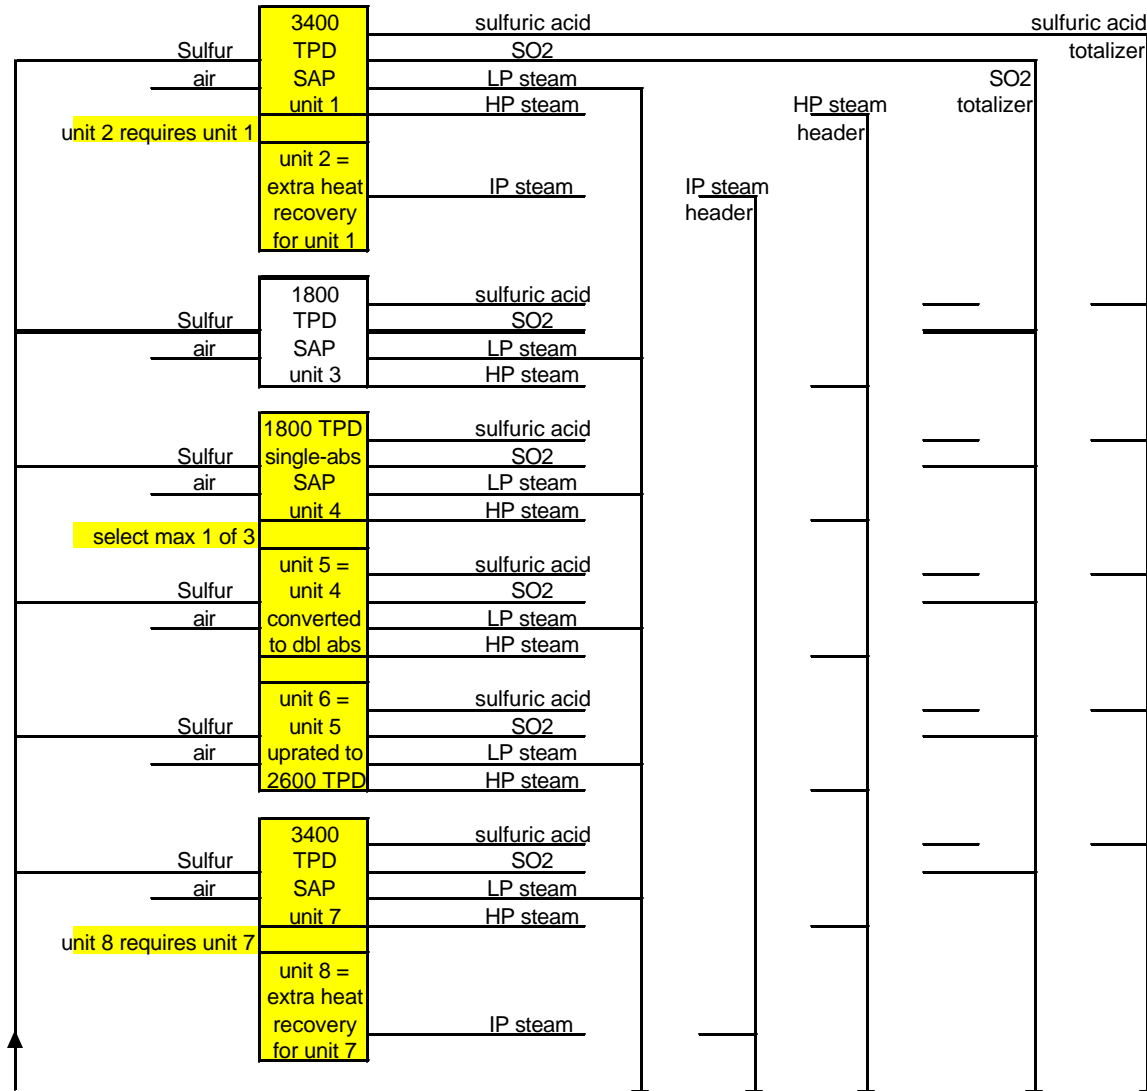 3400 sulfuric acid sulfuric acid
Sulfur TPD SO2 totalizer
air SAP LP steam SO2
unit 1 HP steam HP steam totalizer
unit 2 requires unit 1 header
unit 2 =
extra heat IP steam IP steam
recovery header
for unit 1
1800 sulfuric acid
Sulfur TPD SO2
air SAP LP steam
unit 3 HP steam
1800 TPD sulfuric acid
Sulfur single-abs SO2
air SAP LP steam
unit 4 HP steam
select max 1 of 3
unit 5 = sulfuric acid
Sulfur unit 4 SO2
air converted LP steam
to dbl abs HP steam
unit 6 = sulfuric acid
Sulfur unit 5 SO2
air uprated to LP steam
2600 TPD HP steam
3400 sulfuric acid
Sulfur TPD SO2
air SAP LP steam
unit 7 HP steam
unit 8 requires unit 7
unit 8 =
extra heat
recovery IP steam
for unit 7